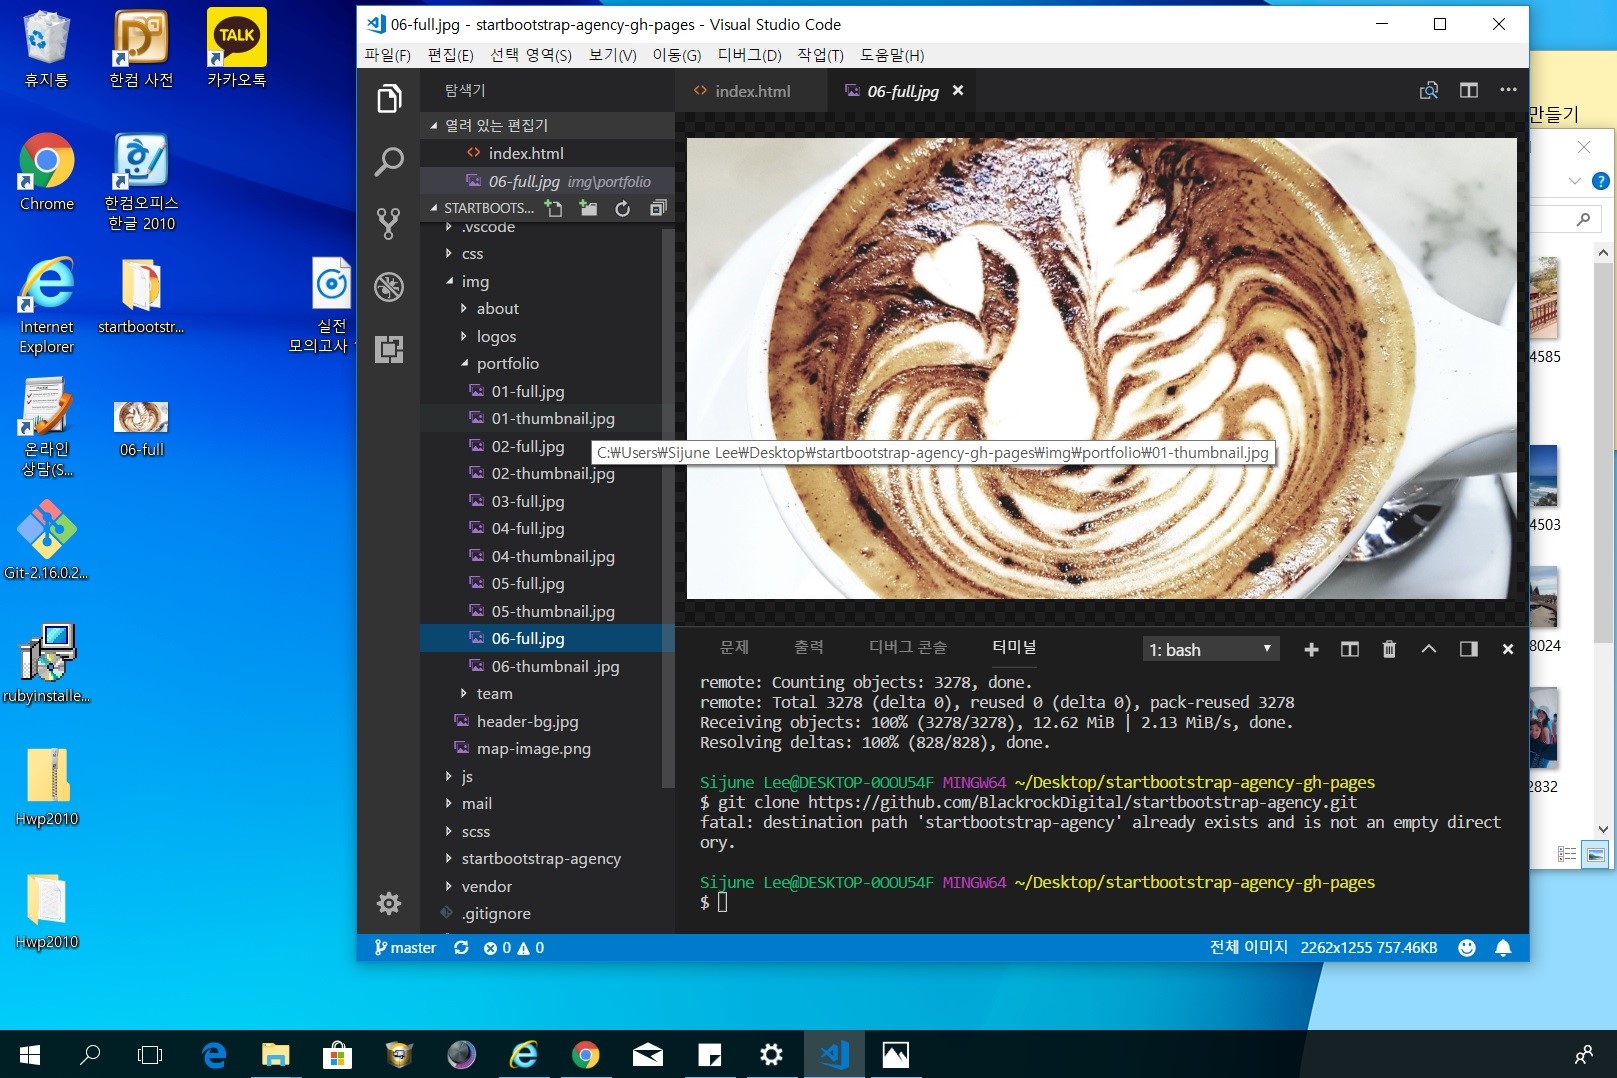 휴지통
한컴 사전
카카오톡
TALK
Chrome
한컴오피스
한글 2010
Internet
Explorer
startbootstr...
실전
모의고사
온라인
상담(S...
06-full
Git-2.16.0.2...
rubyinstalle...
Hwp2010
Hwp2010
06-full.jpg - startbootstrap-agency-gh-pages - Visual Studio Code
파일(F) 편집(E) 선택 영역(S) 보기(V) 이동(G) 디버그(D) 작업(T) 도움말(H)
탐색기
열려 있는 편집기
index.html
06-full.jpg img\portfolio
STARTBOOTS...
.vscode
css
img
about
logos
portfolio
01-full.jpg
01-thumbnail.jpg
02-full.jpg
02-thumbnail.jpg
03-full.jpg
04-full.jpg
04-thumbnail.jpg
05-full.jpg
05-thumbnail.jpg
06-full.jpg
06-thumbnail .jpg
team
header-bg.jpg
map-image.png
js
mail
scss
startbootstrap-agency
vendor
.gitignore
index.html
06-full.jpg
C:₩Users₩Sijune Lee₩Desktop₩startbootstrap-agency-gh-pages₩img₩portfolio₩01-thumbnail.jpg
문제 출력 디버그 콘솔 터미널 1: bash
remote: Counting objects: 3278, done.
remote: Total 3278 (delta 0), reused 0 (delta 0), pack-reused 3278
Receiving objects: 100% (3278/3278), 12.62 MiB | 2.13 MiB/s, done.
Resolving deltas: 100% (828/828), done.
Sijune Lee@DESKTOP-0OOU54F MINGW64 ~/Desktop/startbootstrap-agency-gh-pages
$ git clone https://github.com/BlackrockDigital/startbootstrap-agency.git
fatal: destination path 'startbootstrap-agency' already exists and is not an empty direct
ory.
Sijune Lee@DESKTOP-0OOU54F MINGW64 ~/Desktop/startbootstrap-agency-gh-pages
$
master 0 0 전체 이미지 2262x1255 757.46KB
만들기
4585
4503
8024
2832